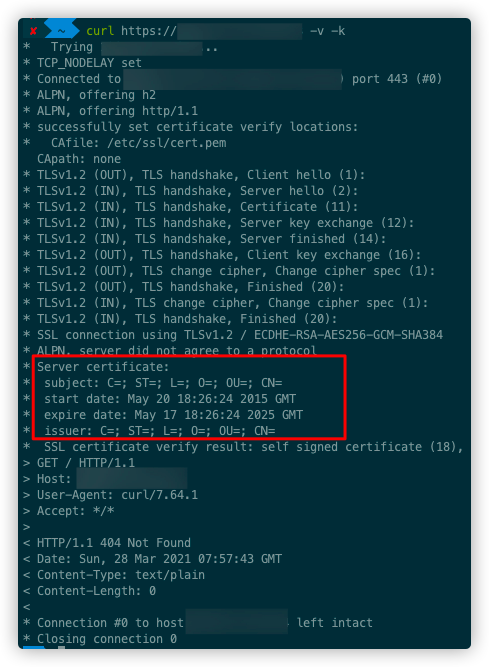 ✘ ~ curl https:// -v -k
*   Trying ..
* TCP_NODELAY set
* Connected to ) port 443 (#0)
* ALPN, offering h2
* ALPN, offering http/1.1
* successfully set certificate verify locations:
*   CAfile: /etc/ssl/cert.pem
  CApath: none
* TLSv1.2 (OUT), TLS handshake, Client hello (1):
* TLSv1.2 (IN), TLS handshake, Server hello (2):
* TLSv1.2 (IN), TLS handshake, Certificate (11):
* TLSv1.2 (IN), TLS handshake, Server key exchange (12):
* TLSv1.2 (IN), TLS handshake, Server finished (14):
* TLSv1.2 (OUT), TLS handshake, Client key exchange (16):
* TLSv1.2 (OUT), TLS change cipher, Change cipher spec (1):
* TLSv1.2 (OUT), TLS handshake, Finished (20):
* TLSv1.2 (IN), TLS change cipher, Change cipher spec (1):
* TLSv1.2 (IN), TLS handshake, Finished (20):
* SSL connection using TLSv1.2 / ECDHE-RSA-AES256-GCM-SHA384
* ALPN, server did not agree to a protocol
* Server certificate:
*  subject: C=; ST=; L=; O=; OU=; CN=
*  start date: May 20 18:26:24 2015 GMT
*  expire date: May 17 18:26:24 2025 GMT
*  issuer: C=; ST=; L=; O=; OU=; CN=
*  SSL certificate verify result: self signed certificate (18),
> GET / HTTP/1.1
> Host:
> User-Agent: curl/7.64.1
> Accept: */*
>
< HTTP/1.1 404 Not Found
< Date: Sun, 28 Mar 2021 07:57:43 GMT
< Content-Type: text/plain
< Content-Length: 0
<
* Connection #0 to host left intact
* Closing connection 0